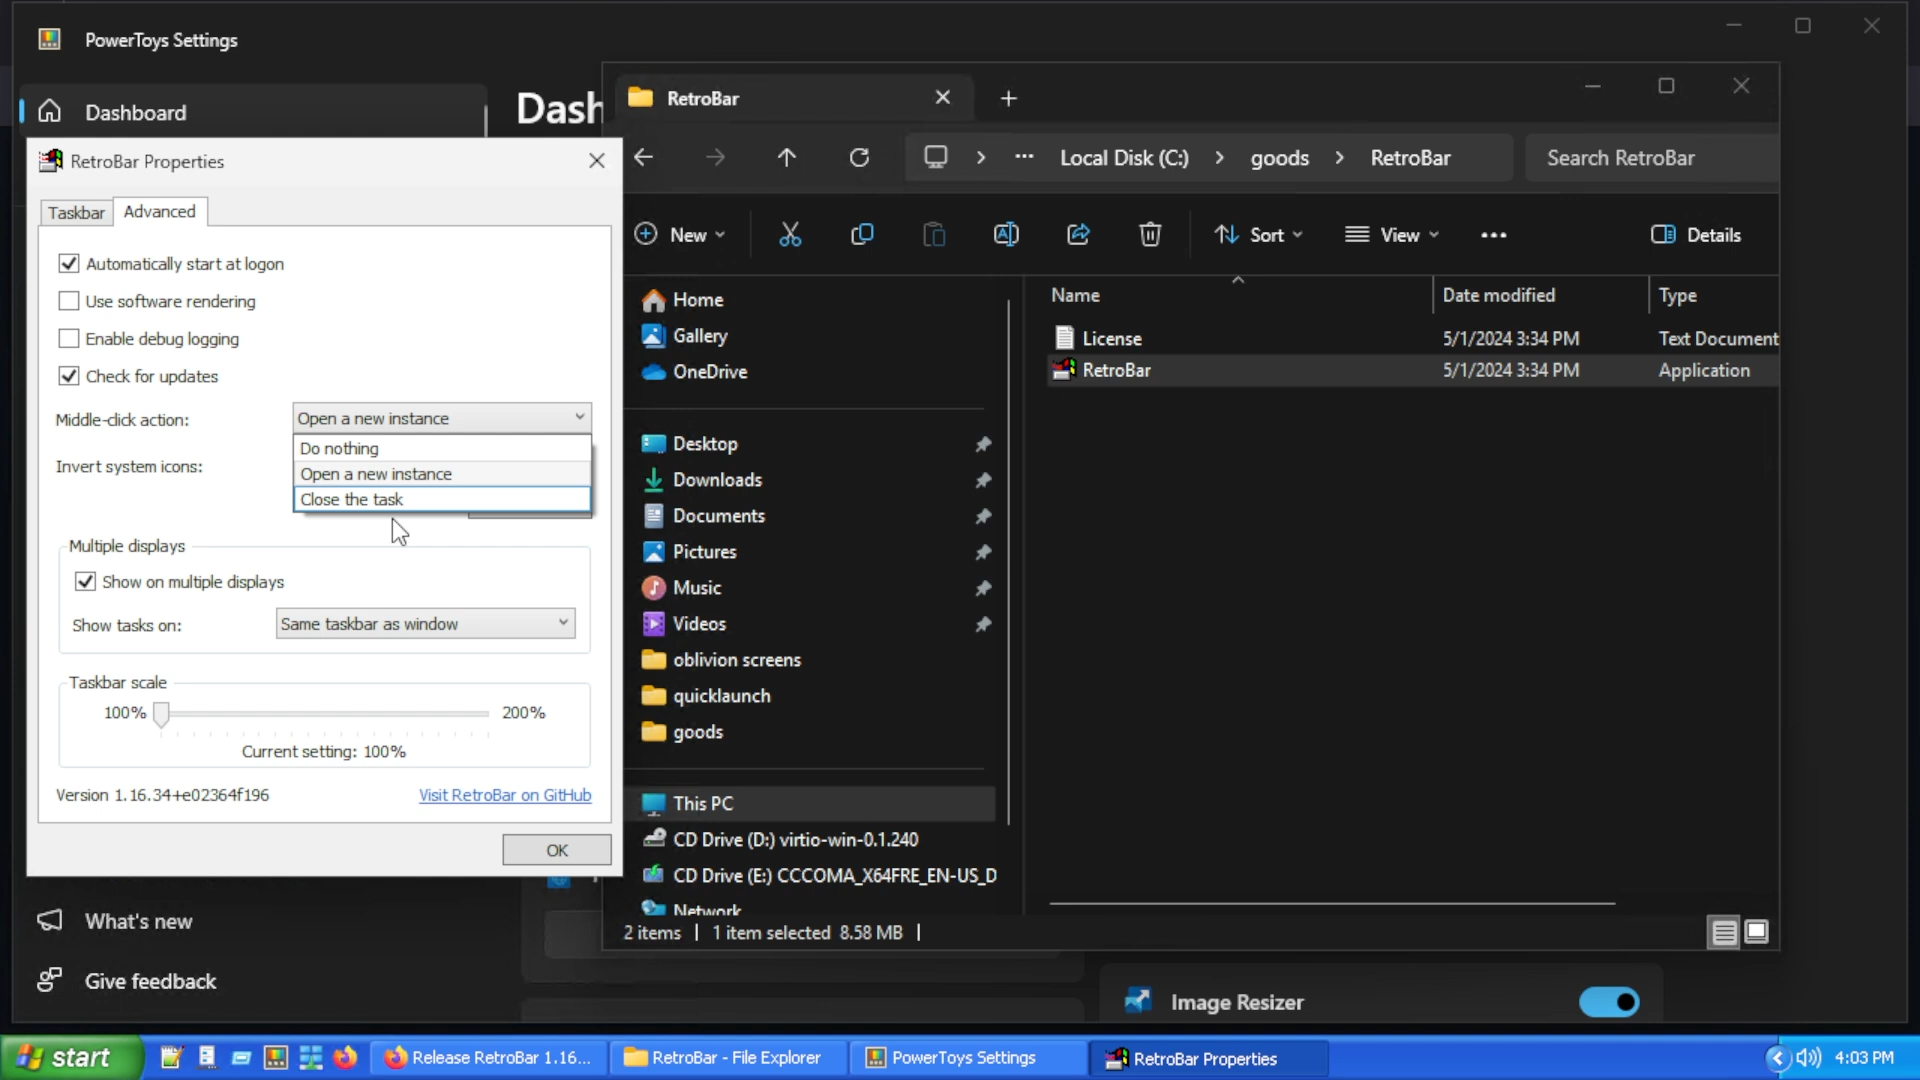 PowerToys Settings
Dashboard
Dash
RetroBar Properties
Taskbar
Advanced
Automatically start at logon
Use software rendering
Enable debug logging
Check for updates
Middle-click action:
Open a new instance
Do nothing
Open a new instance
Close the task
Invert system icons:
Multiple displays
Show on multiple displays
Show tasks on:
Same taskbar as window
Taskbar scale
100%
200%
Current setting: 100%
Version 1.16.34+e02364f196
Visit RetroBar on GitHub
OK
What's new
Give feedback
RetroBar
Local Disk (C:)
goods
RetroBar
Search RetroBar
New
Sort
View
Details
Home
Gallery
OneDrive
Desktop
Downloads
Documents
Pictures
Music
Videos
oblivion screens
quicklaunch
goods
This PC
CD Drive (D:) virtio-win-0.1.240
CD Drive (E:) CCCOMA_X64FRE_EN-US_D
Network
Name
Date modified
Type
License
5/1/2024 3:34 PM
Text Document
RetroBar
5/1/2024 3:34 PM
Application
2 items
1 item selected 8.58 MB
Image Resizer
start
Release RetroBar 1.16...
RetroBar - File Explorer
PowerToys Settings
RetroBar Properties
4:03 PM